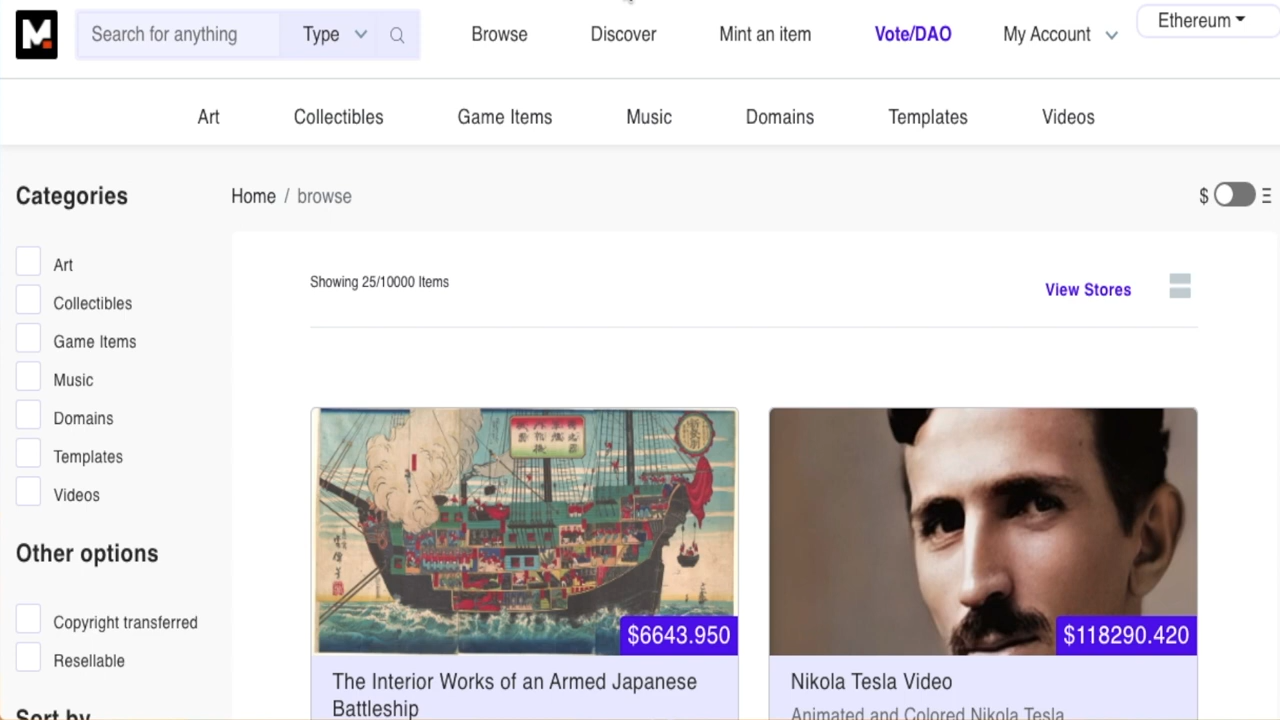 M.
Search for anything
Type
Browse
Discover
Mint an item
Vote/DAO
My Account
Ethereum
Art
Collectibles
Game Items
Music
Domains
Templates
Videos
Categories
Home / browse
$
Art
Collectibles
Game Items
Music
Domains
Templates
Videos
Other options
Copyright transferred
Resellable
Sort by
Showing 25/10000 Items
View Stores
$6643.950
The Interior Works of an Armed Japanese
Battleship
$118290.420
Nikola Tesla Video
Animated and Colored Nikola Tesla